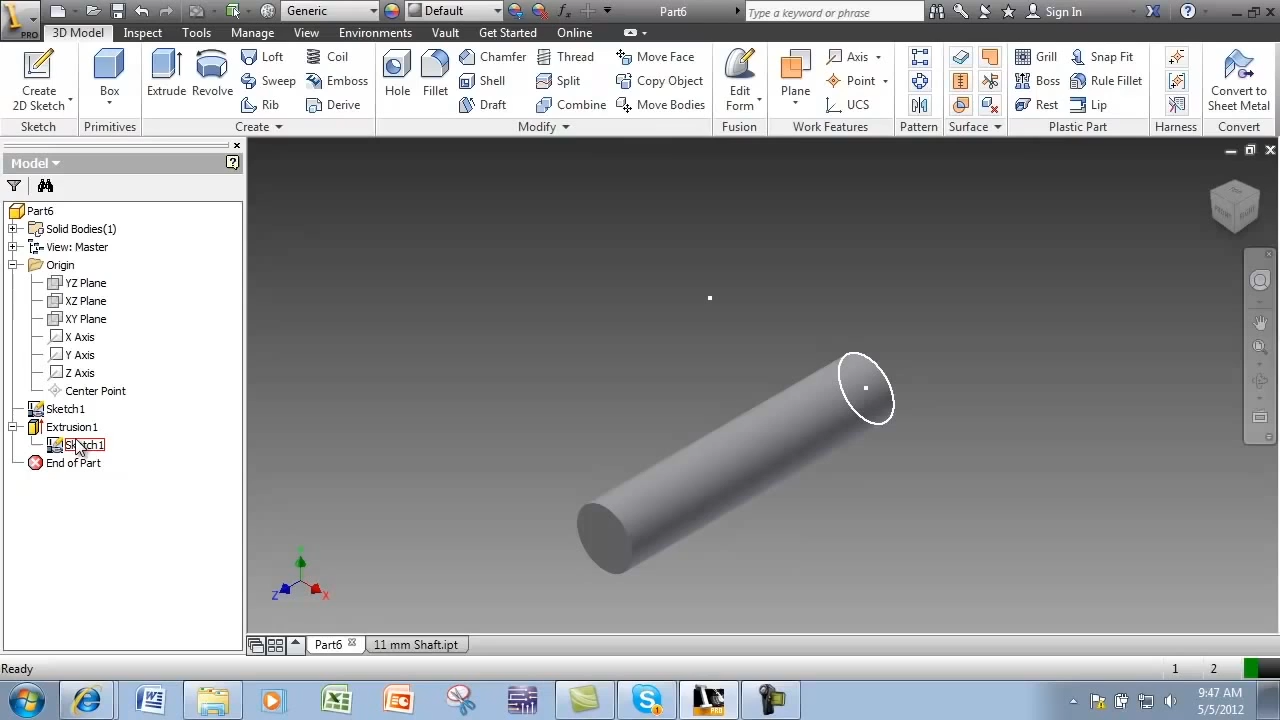 Generic
Default
Part6
Type a keyword or phrase
Sign In
PRO
3D Model
Inspect
Tools
Manage
View
Environments
Vault
Get Started
Online
Create
2D Sketch
Box
Extrude
Revolve
Loft
Coil
Sweep
Emboss
Rib
Derive
Hole
Fillet
Chamfer
Thread
Move Face
Shell
Split
Copy Object
Draft
Combine
Move Bodies
Edit
Form
Plane
Axis
Point
UCS
Grill
Snap Fit
Boss
Rule Fillet
Rest
Lip
Convert to
Sheet Metal
Sketch
Primitives
Create
Modify
Fusion
Work Features
Pattern
Surface
Plastic Part
Harness
Convert
Model
Part6
Solid Bodies(1)
View: Master
Origin
YZ Plane
XZ Plane
XY Plane
X Axis
Y Axis
Z Axis
Center Point
Sketch1
Extrusion1
Sketch1
End of Part
Z
X
Part6
11 mm Shaft.ipt
Ready
1
2
9:47 AM
5/5/2012